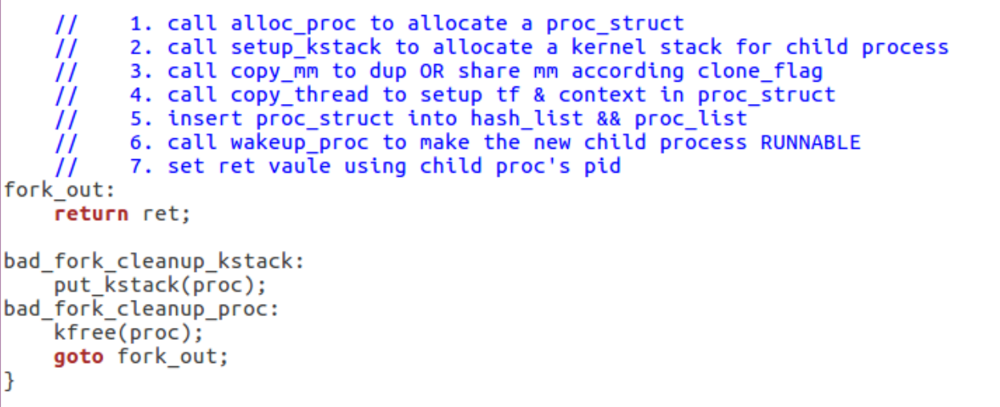 //    1. call alloc_proc to allocate a proc_struct
//    2. call setup_kstack to allocate a kernel stack for child process
//    3. call copy_mm to dup OR share mm according clone_flag
//    4. call copy_thread to setup tf & context in proc_struct
//    5. insert proc_struct into hash_list && proc_list
//    6. call wakeup_proc to make the new child process RUNNABLE
//    7. set ret vaule using child proc's pid
fork_out:
    return ret;

bad_fork_cleanup_kstack:
    put_kstack(proc);
bad_fork_cleanup_proc:
    kfree(proc);
    goto fork_out;
}